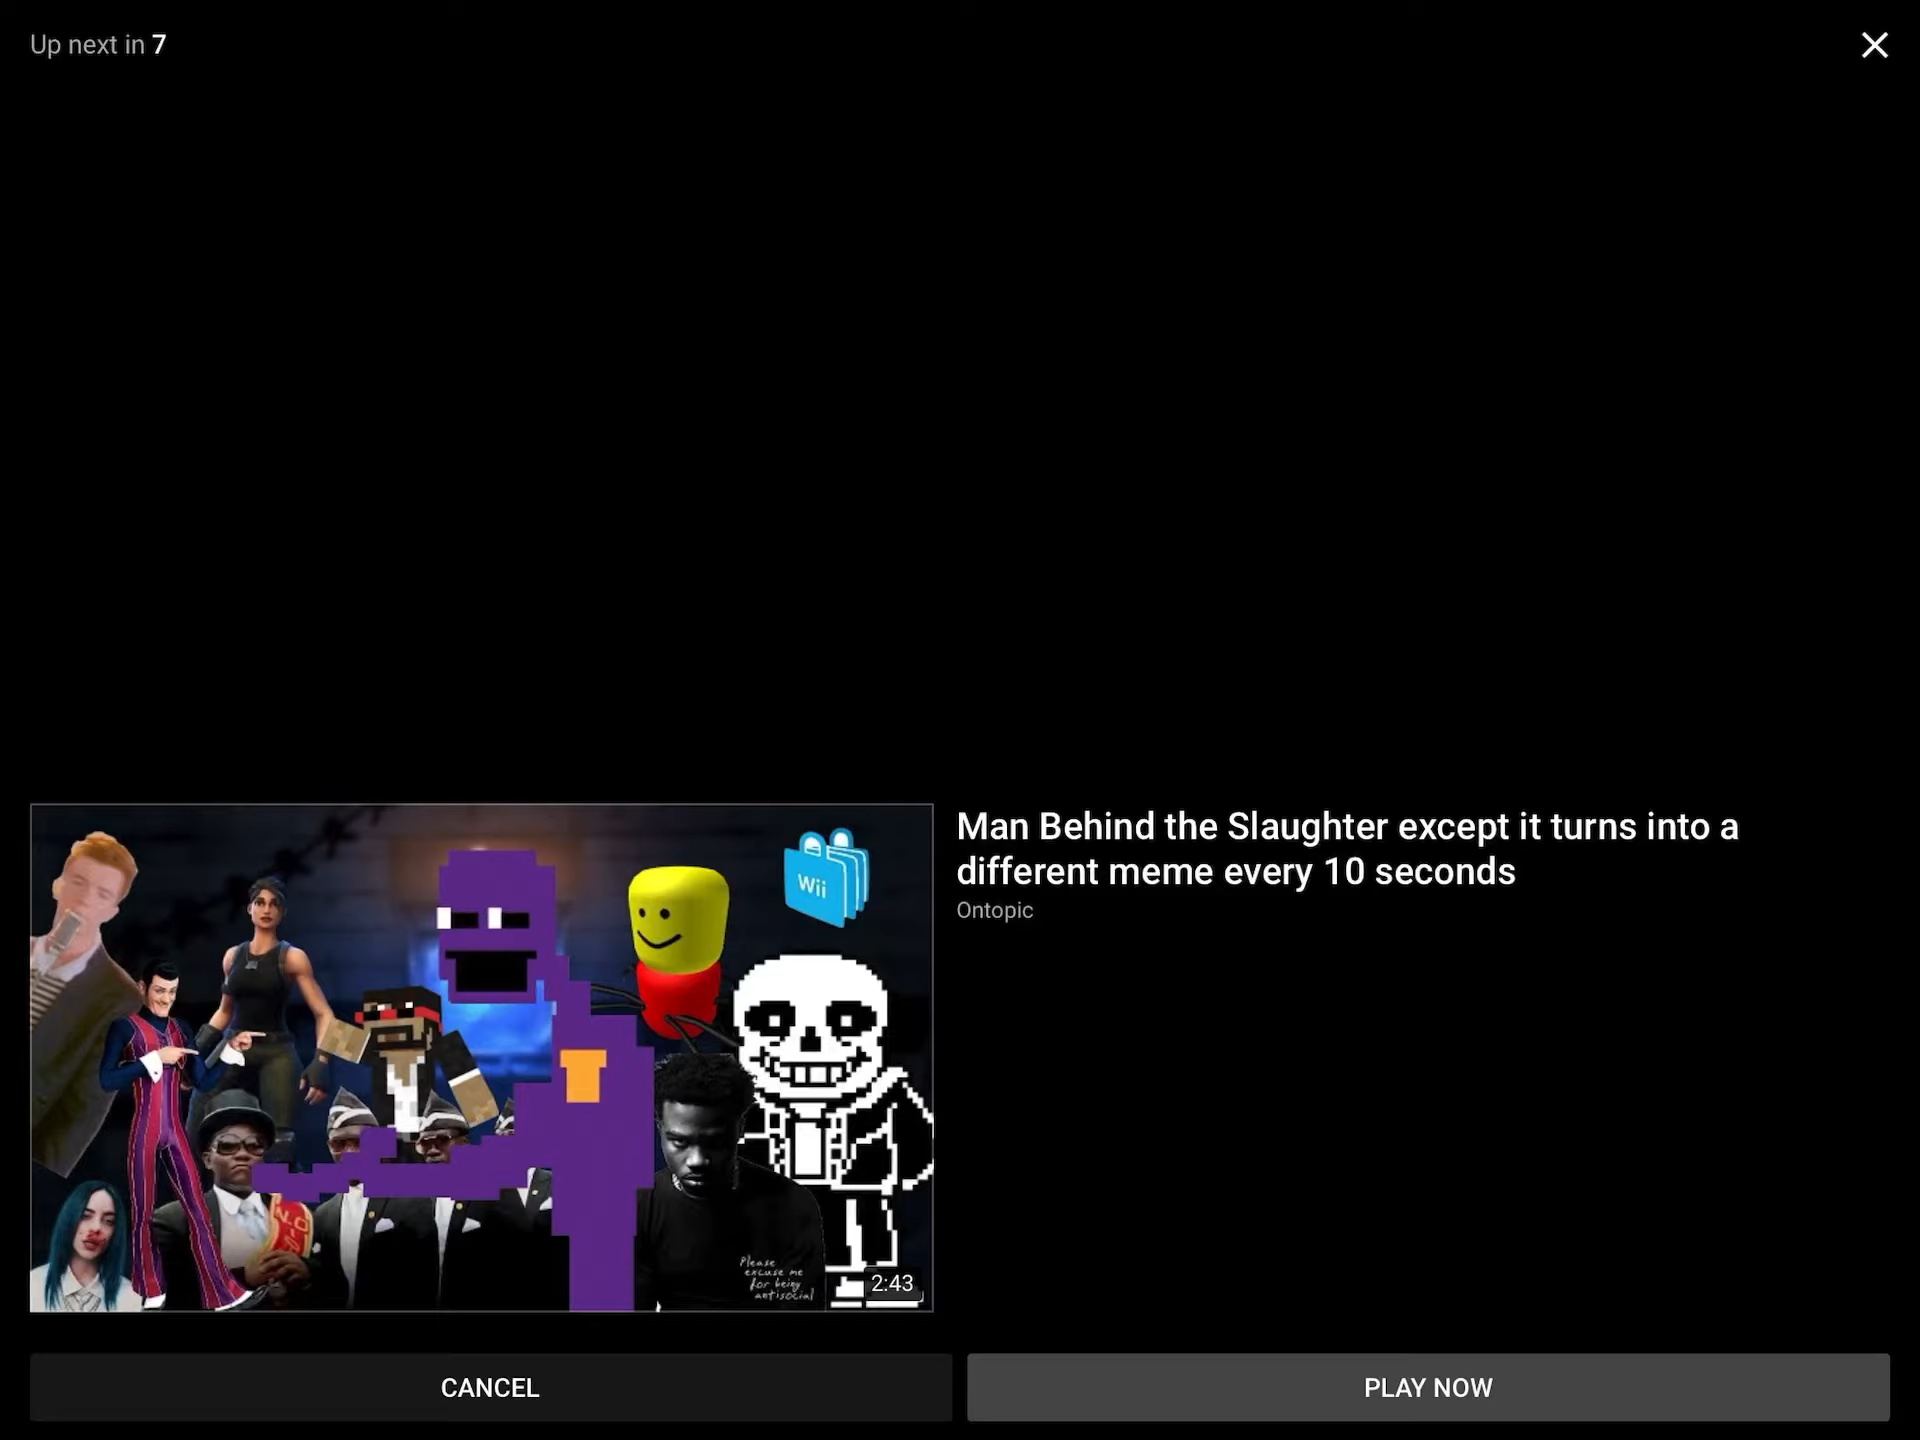 Up next in 7
Wii
Man Behind the Slaughter except it turns into a
different meme every 10 seconds
Ontopic
Please
excuse me
for being
antisocial
2:43
CANCEL
PLAY NOW